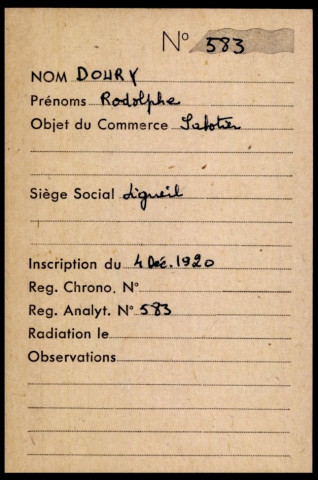 N° 583
NOM DOURY
Prénoms Rodolphe
Objet du Commerce Sabotier
Siège Social Ligueil
Inscription du 4 Déc. 1920
Reg. Chrono. N°
Reg. Analyt. N° 583
Radiation le
Observations